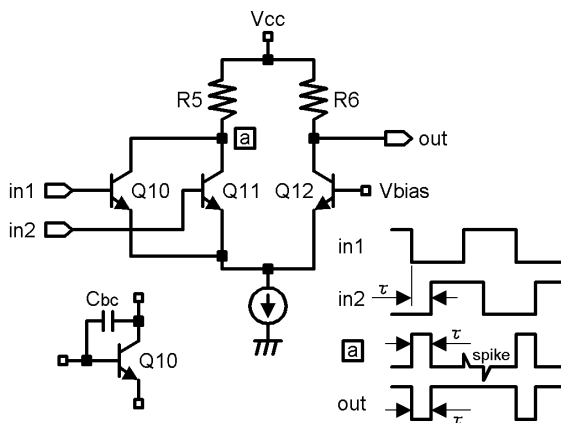 Vcc
R5
R6
a
out
in1
Q10
Q11
Q12
Vbias
in2
in1
in2
τ
Cbc
Q10
a
τ
spike
out
τ